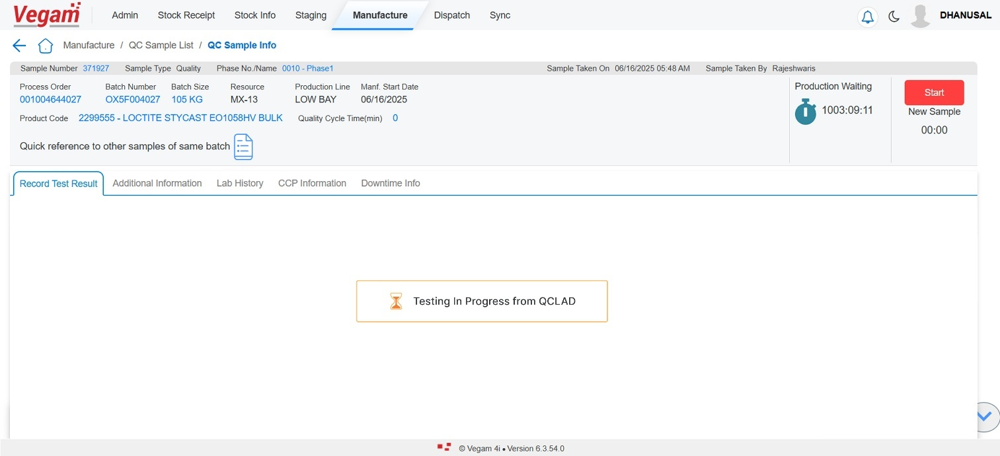 Vegam
Admin Stock Receipt Stock Info Staging Manufacture Dispatch Sync DHANUSAL
Manufacture / QC Sample List / QC Sample Info
Sample Number 371927 Sample Type Quality Phase No./Name 0010 - Phase1 Sample Taken On 06/16/2025 05:48 AM Sample Taken By Rajeshwaris
Process Order Batch Number Batch Size Resource Production Line Manf. Start Date
001004644027 OX5F004027 105 KG MX-13 LOW BAY 06/16/2025
Product Code 2299555 - LOCTITE STYCAST EO1058HV BULK Quality Cycle Time(min) 0
Quick reference to other samples of same batch
Production Waiting
1003:09:11
Start
New Sample
00:00
Record Test Result Additional Information Lab History CCP Information Downtime Info
Testing In Progress from QCLAD
© Vegam 4i • Version 6.3.54.0